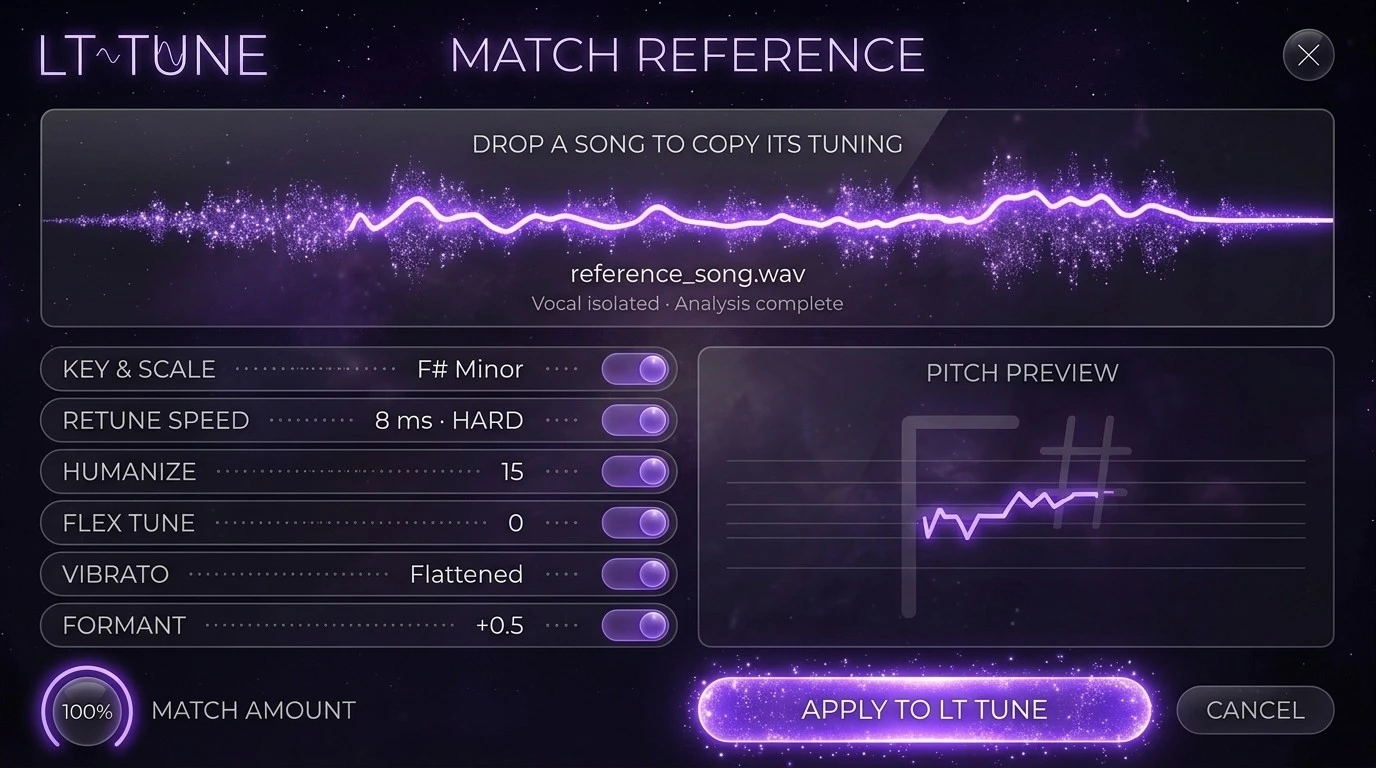 LT~TUNE
MATCH REFERENCE
DROP A SONG TO COPY ITS TUNING
reference_song.wav
Vocal isolated · Analysis complete
KEY & SCALE F# Minor
RETUNE SPEED 8 ms · HARD
HUMANIZE 15
FLEX TUNE 0
VIBRATO Flattened
FORMANT +0.5
PITCH PREVIEW
F#
100% MATCH AMOUNT
APPLY TO LT TUNE
CANCEL